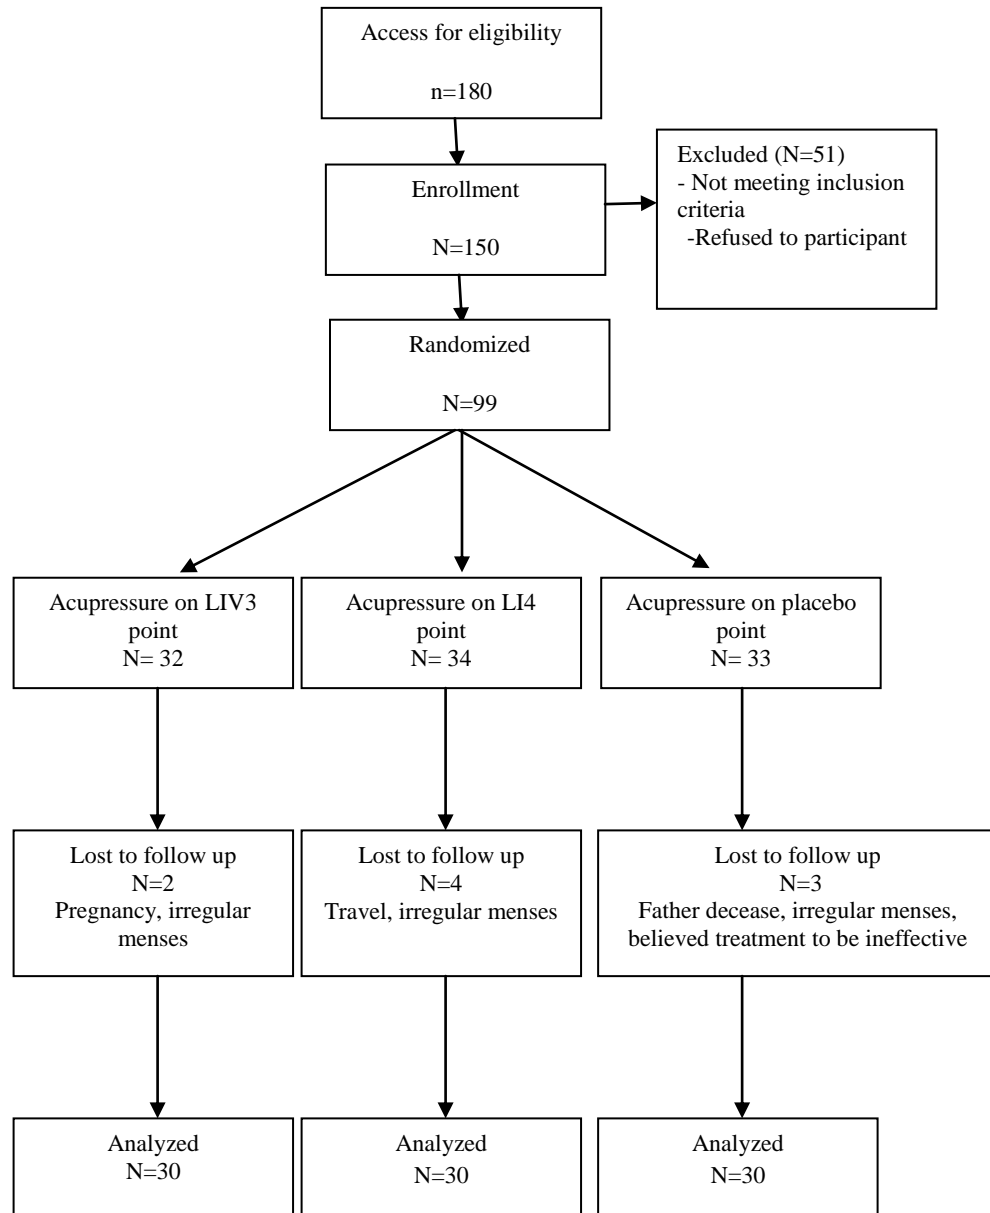 Access for eligibility
n=180
Enrollment
N=150
Excluded (N=51)
- Not meeting inclusion
criteria
-Refused to participant
Randomized
N=99
Acupressure on LIV3
point
N= 32
Acupressure on LI4
point
N= 34
Acupressure on placebo
point
N= 33
Lost to follow up
N=2
Pregnancy, irregular
menses
Lost to follow up
N=4
Travel, irregular menses
Lost to follow up
N=3
Father decease, irregular menses,
believed treatment to be ineffective
Analyzed
N=30
Analyzed
N=30
Analyzed
N=30